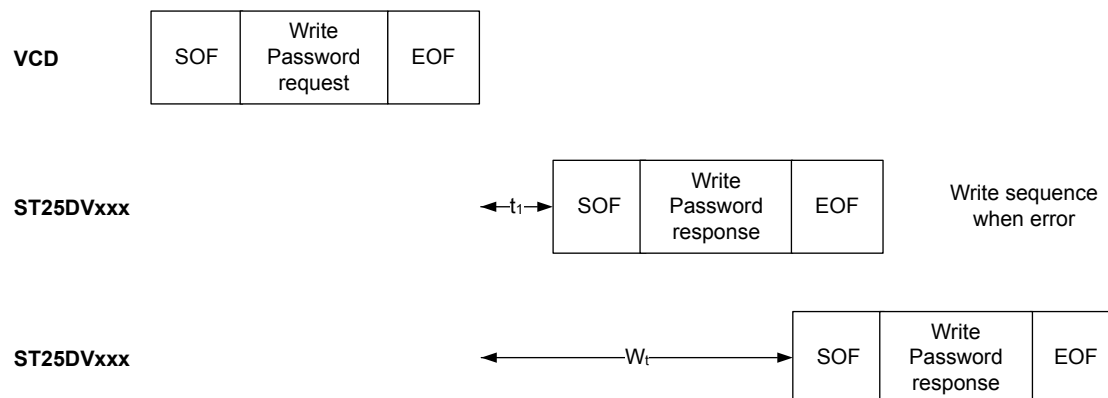 VCD
SOF
Write
Password
request
EOF
ST25DVxxx
t₁
SOF
Write
Password
response
EOF
Write sequence
when error
ST25DVxxx
Wₜ
SOF
Write
Password
response
EOF